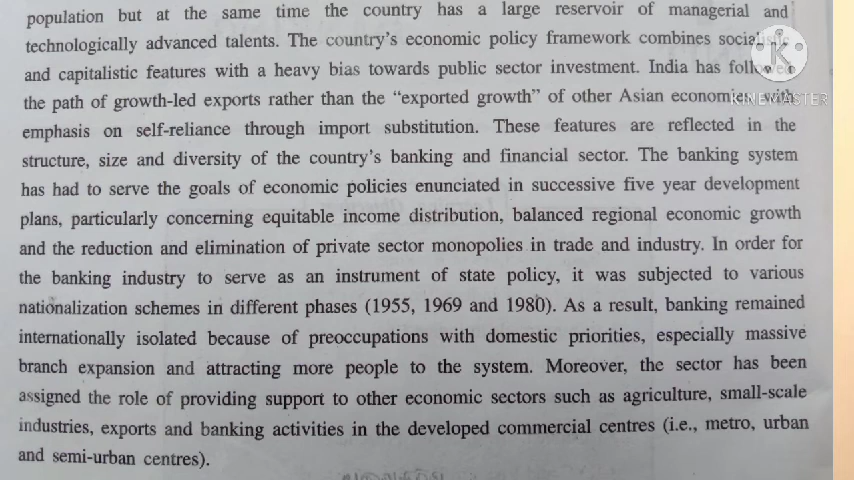 population but at the same time the country has a large reservoir of managerial and
technologically advanced talents. The country's economic policy framework combines socialistic
and capitalistic features with a heavy bias towards public sector investment. India has followed
the path of growth-led exports rather than the “exported growth” of other Asian economies with
emphasis on self-reliance through import substitution. These features are reflected in the
structure, size and diversity of the country's banking and financial sector. The banking system
has had to serve the goals of economic policies enunciated in successive five year development
plans, particularly concerning equitable income distribution, balanced regional economic growth
and the reduction and elimination of private sector monopolies in trade and industry. In order for
the banking industry to serve as an instrument of state policy, it was subjected to various
nationalization schemes in different phases (1955, 1969 and 1980). As a result, banking remained
internationally isolated because of preoccupations with domestic priorities, especially massive
branch expansion and attracting more people to the system. Moreover, the sector has been
assigned the role of providing support to other economic sectors such as agriculture, small-scale
industries, exports and banking activities in the developed commercial centres (i.e., metro, urban
and semi-urban centres).
KINEMASTER